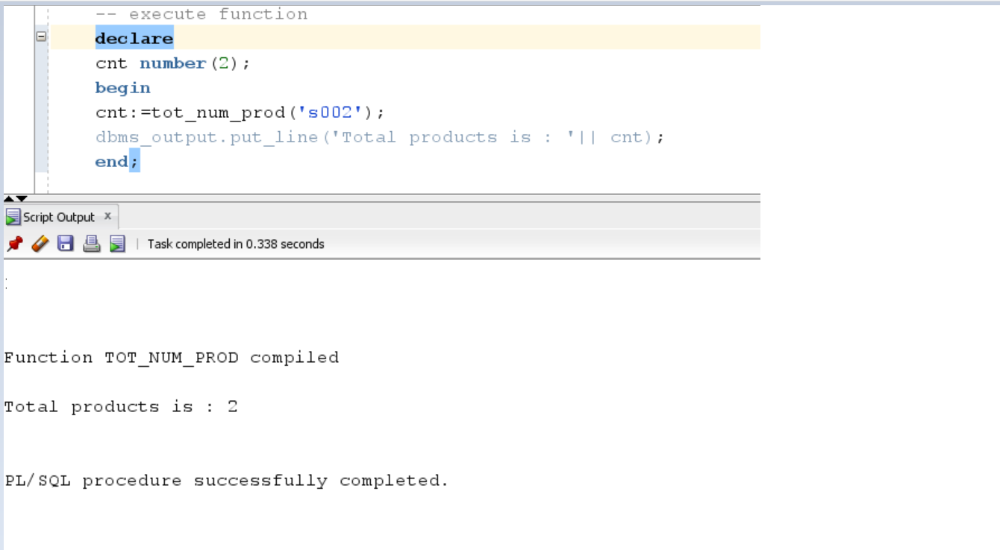 -- execute function
declare
cnt number(2);
begin
cnt:=tot_num_prod('s002');
dbms_output.put_line('Total products is : '|| cnt);
end;
Script Output x
Task completed in 0.338 seconds
Function TOT_NUM_PROD compiled
Total products is : 2
PL/SQL procedure successfully completed.